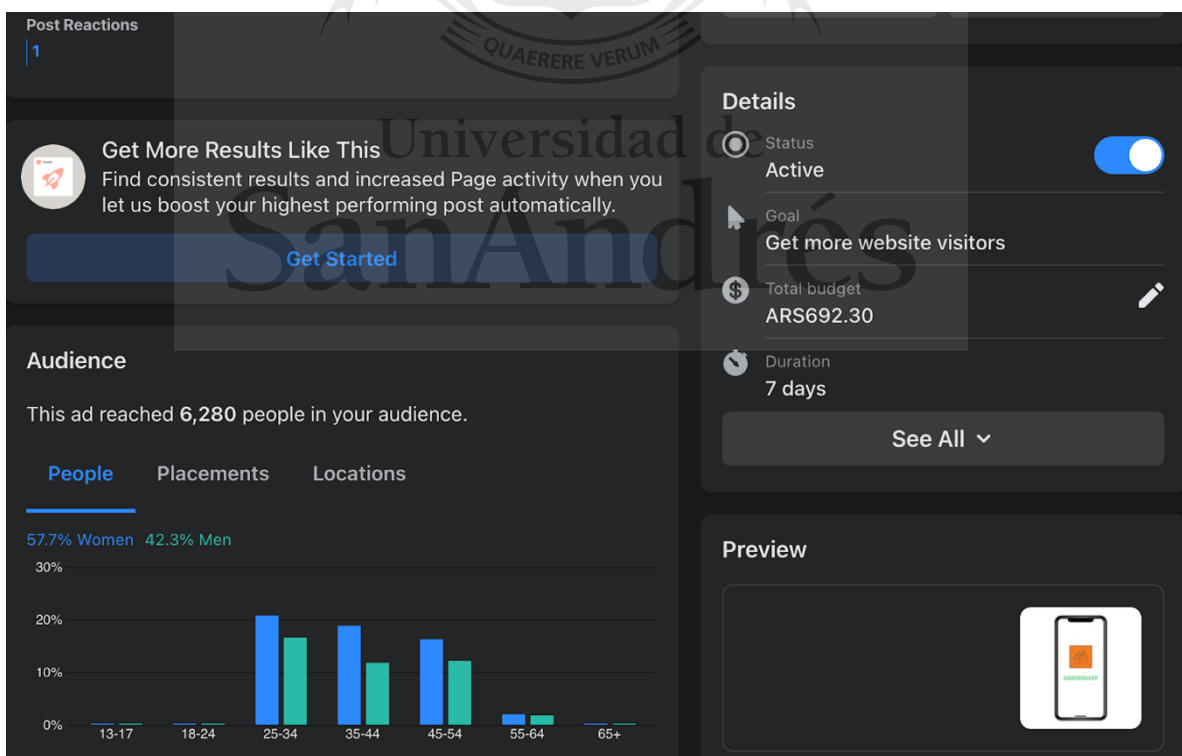 Post Reactions
1
QUAERERE VERUM
Universidad de
SanAndrés
Get More Results Like This
Find consistent results and increased Page activity when you
let us boost your highest performing post automatically.
Get Started
Audience
This ad reached 6,280 people in your audience.
People Placements Locations
57.7% Women 42.3% Men
30%
20%
10%
0%
13-17 18-24 25-34 35-44 45-54 55-64 65+
Details
Status
Active
Goal
Get more website visitors
Total budget
ARS692.30
Duration
7 days
See All
Preview